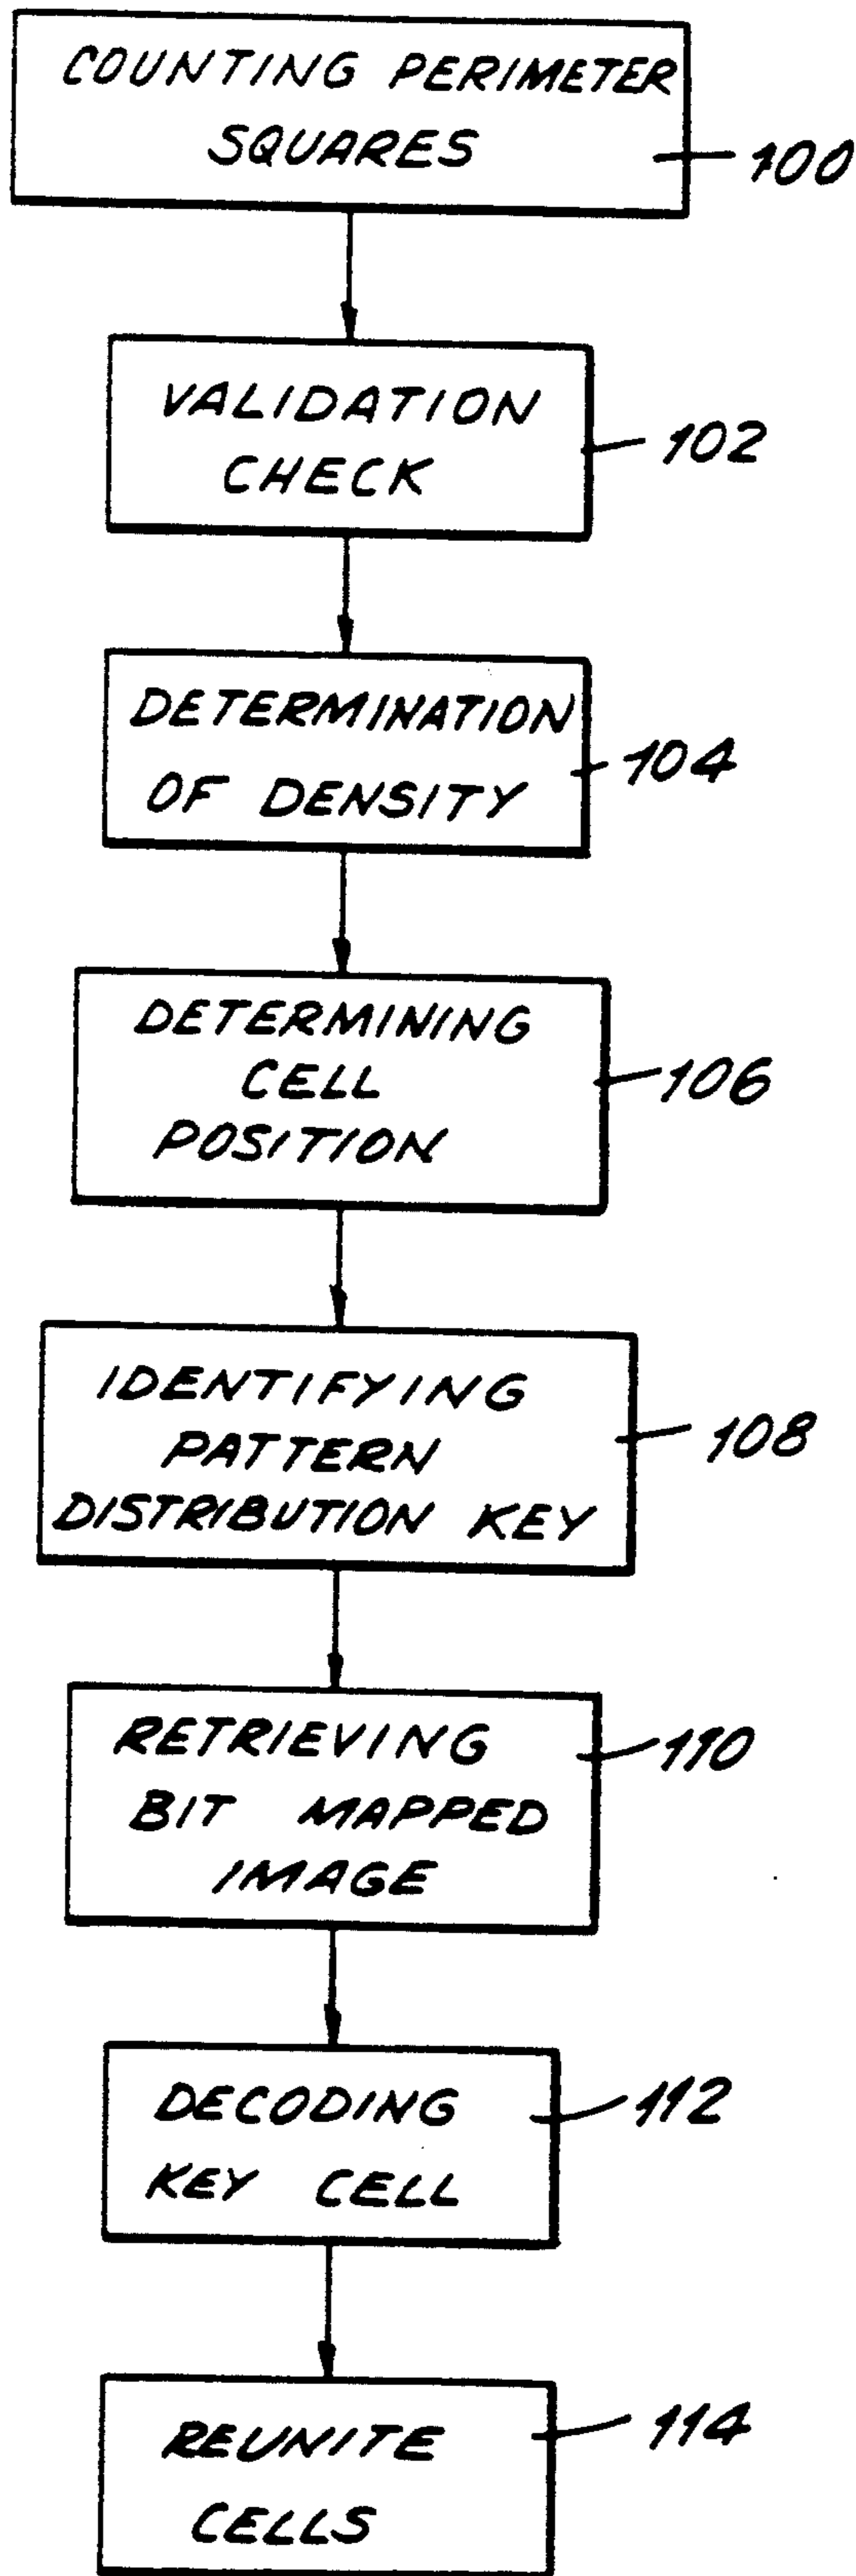 COUNTING PERIMETER
SQUARES
100
VALIDATION
CHECK
102
DETERMINATION
OF DENSITY
104
DETERMINING
CELL
POSITION
106
IDENTIFYING
PATTERN
DISTRIBUTION KEY
108
RETRIEVING
BIT MAPPED
IMAGE
110
DECODING
KEY CELL
112
REUNITE
CELLS
114